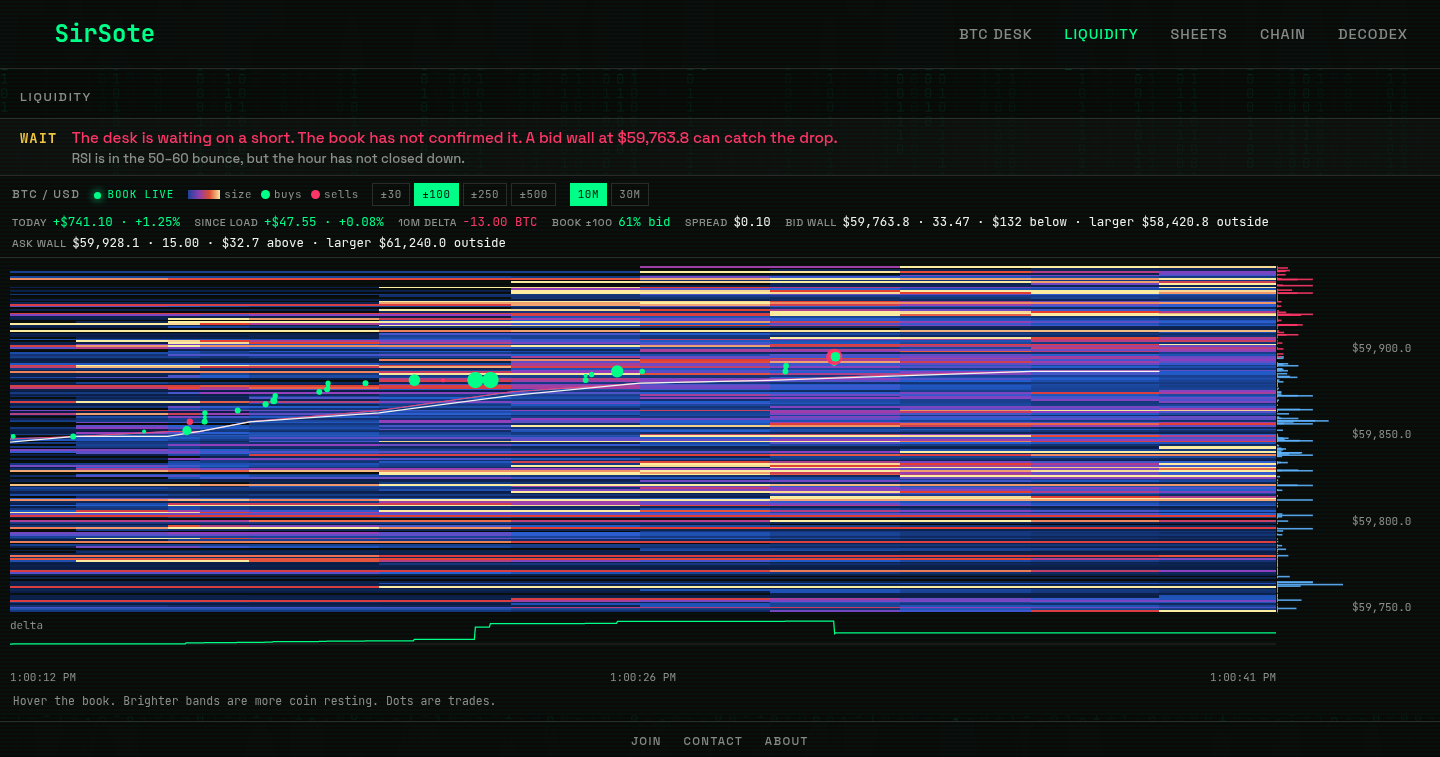 SirSote
BTC DESK LIQUIDITY SHEETS CHAIN DECODEX
LIQUIDITY
WAIT The desk is waiting on a short. The book has not confirmed it. A bid wall at $59,763.8 can catch the drop.
RSI is in the 50–60 bounce, but the hour has not closed down.
BTC / USD BOOK LIVE size buys sells ±30 ±100 ±250 ±500 10M 30M
TODAY +$741.10 · +1.25% SINCE LOAD +$47.55 · +0.08% 10M DELTA -13.00 BTC BOOK ±100 61% bid SPREAD $0.10 BID WALL $59,763.8 · 33.47 · $132 below · larger $58,420.8 outside
ASK WALL $59,928.1 · 15.00 · $32.7 above · larger $61,240.0 outside
$59,900.0
$59,850.0
$59,800.0
$59,750.0
delta
1:00:12 PM 1:00:26 PM 1:00:41 PM
Hover the book. Brighter bands are more coin resting. Dots are trades.
JOIN CONTACT ABOUT